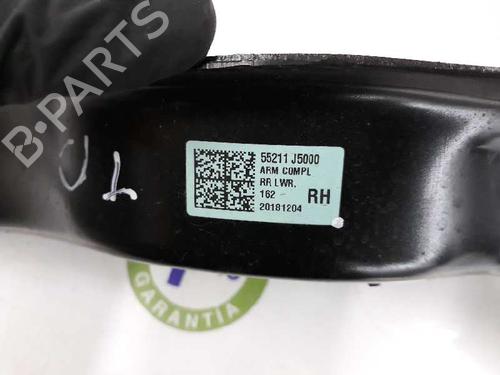 B-PARTS
55211 J5000
ARM COMPL
RR LWR.
162
RH
20181204
GARANTIA